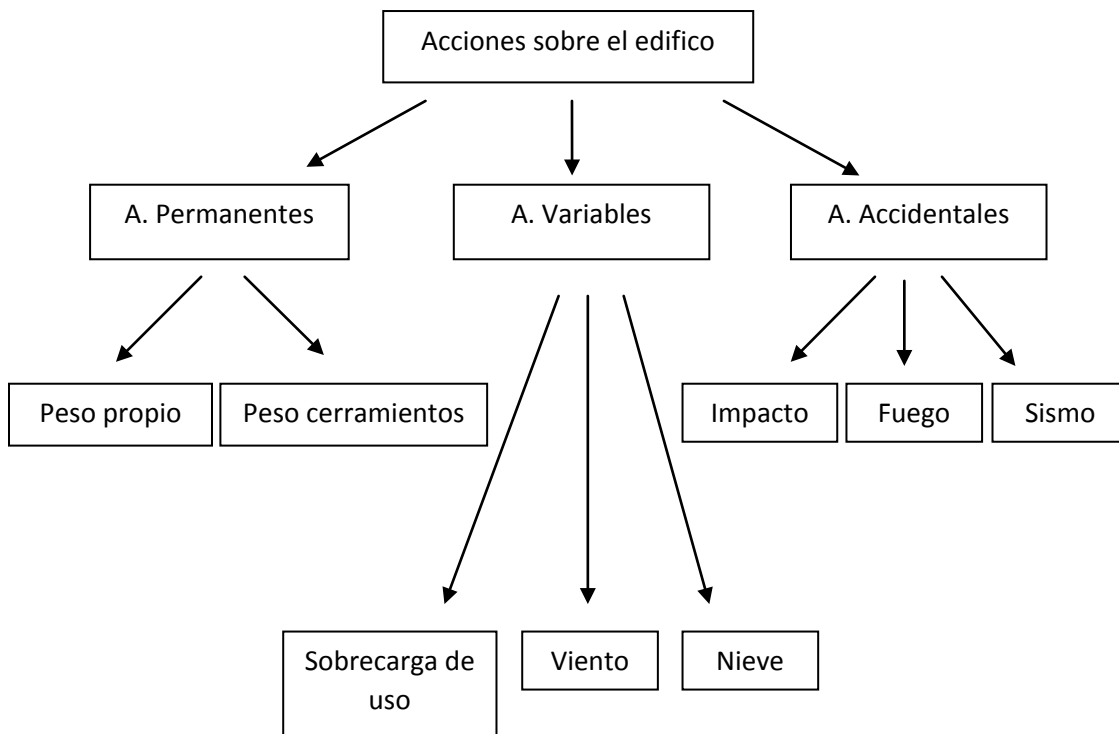 Acciones sobre el edifico
A. Permanentes
A. Variables
A. Accidentales
Peso propio
Peso cerramientos
Impacto
Fuego
Sismo
Sobrecarga de
uso
Viento
Nieve